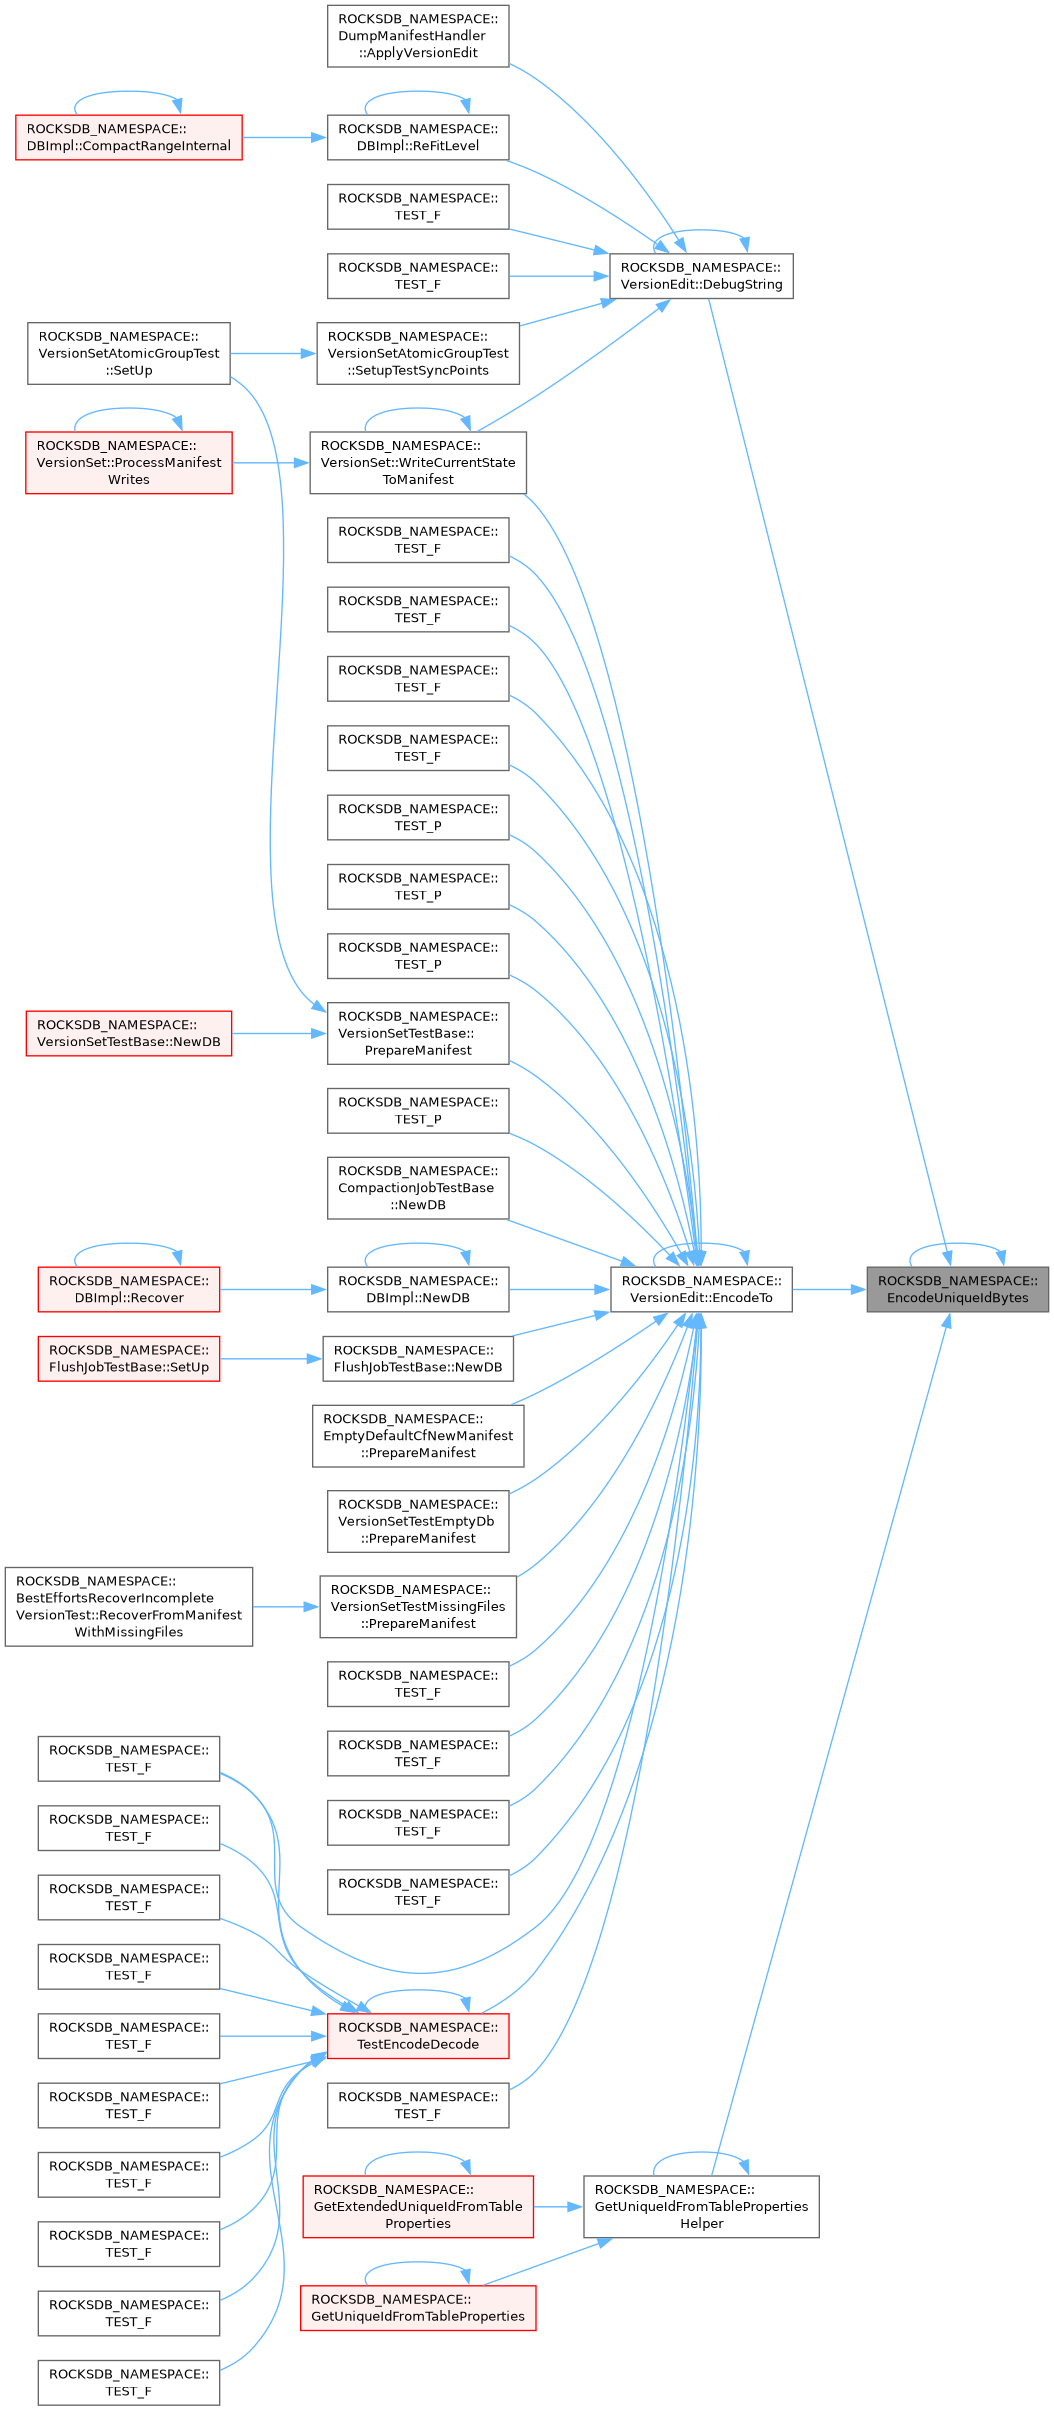 ROCKSDB_NAMESPACE::
DumpManifestHandler
::ApplyVersionEdit
ROCKSDB_NAMESPACE::
DBImpl::CompactRangeInternal
ROCKSDB_NAMESPACE::
DBImpl::ReFitLevel
ROCKSDB_NAMESPACE::
TEST_F
ROCKSDB_NAMESPACE::
TEST_F
ROCKSDB_NAMESPACE::
VersionEdit::DebugString
ROCKSDB_NAMESPACE::
VersionSetAtomicGroupTest
::SetUp
ROCKSDB_NAMESPACE::
VersionSetAtomicGroupTest
::SetupTestSyncPoints
ROCKSDB_NAMESPACE::
VersionSet::ProcessManifest
Writes
ROCKSDB_NAMESPACE::
VersionSet::WriteCurrentState
ToManifest
ROCKSDB_NAMESPACE::
TEST_F
ROCKSDB_NAMESPACE::
TEST_F
ROCKSDB_NAMESPACE::
TEST_F
ROCKSDB_NAMESPACE::
TEST_F
ROCKSDB_NAMESPACE::
TEST_P
ROCKSDB_NAMESPACE::
TEST_P
ROCKSDB_NAMESPACE::
TEST_P
ROCKSDB_NAMESPACE::
VersionSetTestBase::NewDB
ROCKSDB_NAMESPACE::
VersionSetTestBase::
PrepareManifest
ROCKSDB_NAMESPACE::
TEST_P
ROCKSDB_NAMESPACE::
CompactionJobTestBase
::NewDB
ROCKSDB_NAMESPACE::
DBImpl::Recover
ROCKSDB_NAMESPACE::
DBImpl::NewDB
ROCKSDB_NAMESPACE::
VersionEdit::EncodeTo
ROCKSDB_NAMESPACE::
EncodeUniqueIdBytes
ROCKSDB_NAMESPACE::
FlushJobTestBase::SetUp
ROCKSDB_NAMESPACE::
FlushJobTestBase::NewDB
ROCKSDB_NAMESPACE::
EmptyDefaultCfNewManifest
::PrepareManifest
ROCKSDB_NAMESPACE::
VersionSetTestEmptyDb
::PrepareManifest
ROCKSDB_NAMESPACE::
BestEffortsRecoverIncomplete
VersionTest::RecoverFromManifest
WithMissingFiles
ROCKSDB_NAMESPACE::
VersionSetTestMissingFiles
::PrepareManifest
ROCKSDB_NAMESPACE::
TEST_F
ROCKSDB_NAMESPACE::
TEST_F
ROCKSDB_NAMESPACE::
TEST_F
ROCKSDB_NAMESPACE::
TEST_F
ROCKSDB_NAMESPACE::
TEST_F
ROCKSDB_NAMESPACE::
TEST_F
ROCKSDB_NAMESPACE::
TEST_F
ROCKSDB_NAMESPACE::
TEST_F
ROCKSDB_NAMESPACE::
TEST_F
ROCKSDB_NAMESPACE::
TestEncodeDecode
ROCKSDB_NAMESPACE::
TEST_F
ROCKSDB_NAMESPACE::
TEST_F
ROCKSDB_NAMESPACE::
TEST_F
ROCKSDB_NAMESPACE::
TEST_F
ROCKSDB_NAMESPACE::
GetExtendedUniqueIdFromTable
Properties
ROCKSDB_NAMESPACE::
GetUniqueIdFromTableProperties
Helper
ROCKSDB_NAMESPACE::
TEST_F
ROCKSDB_NAMESPACE::
TEST_F
ROCKSDB_NAMESPACE::
GetUniqueIdFromTableProperties
ROCKSDB_NAMESPACE::
TEST_F